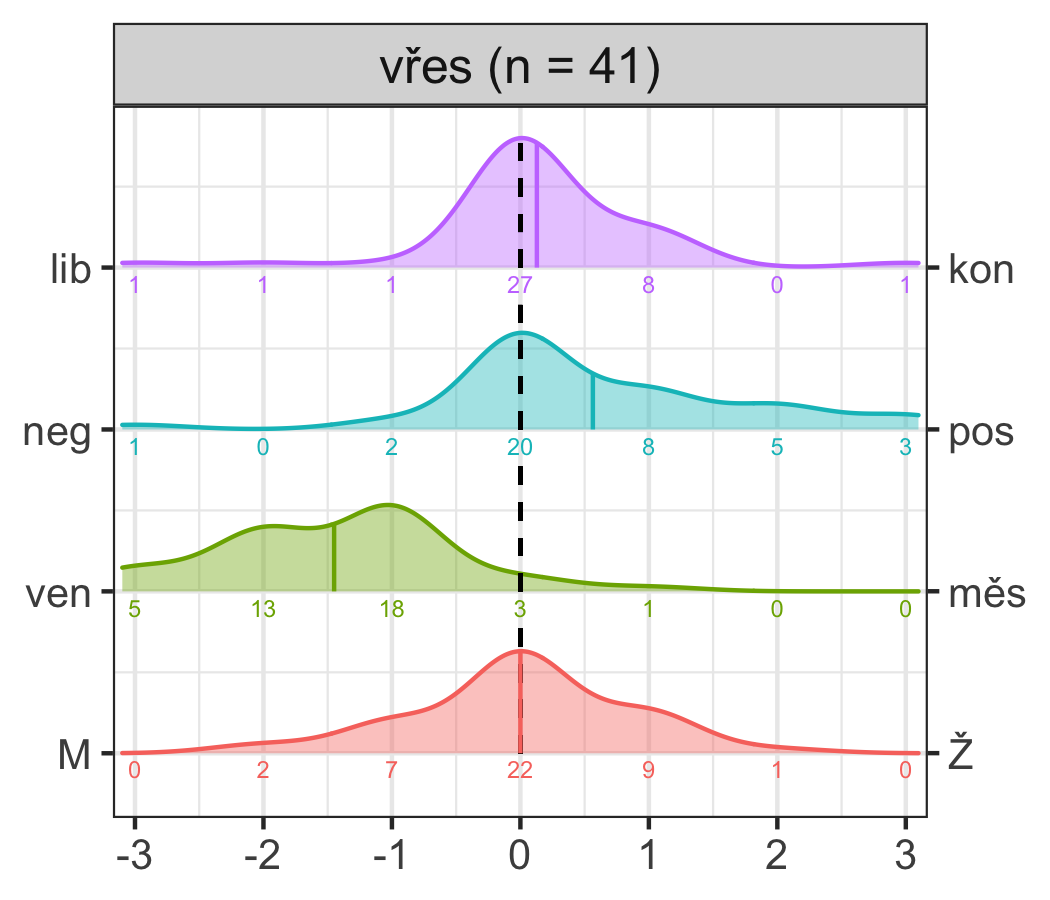 vřes (n = 41)
lib kon
1 1 1 27 8 0 1
neg pos
1 0 2 20 8 5 3
ven měs
5 13 18 3 1 0 0
M Ž
0 2 7 22 9 1 0
-3 -2 -1 0 1 2 3